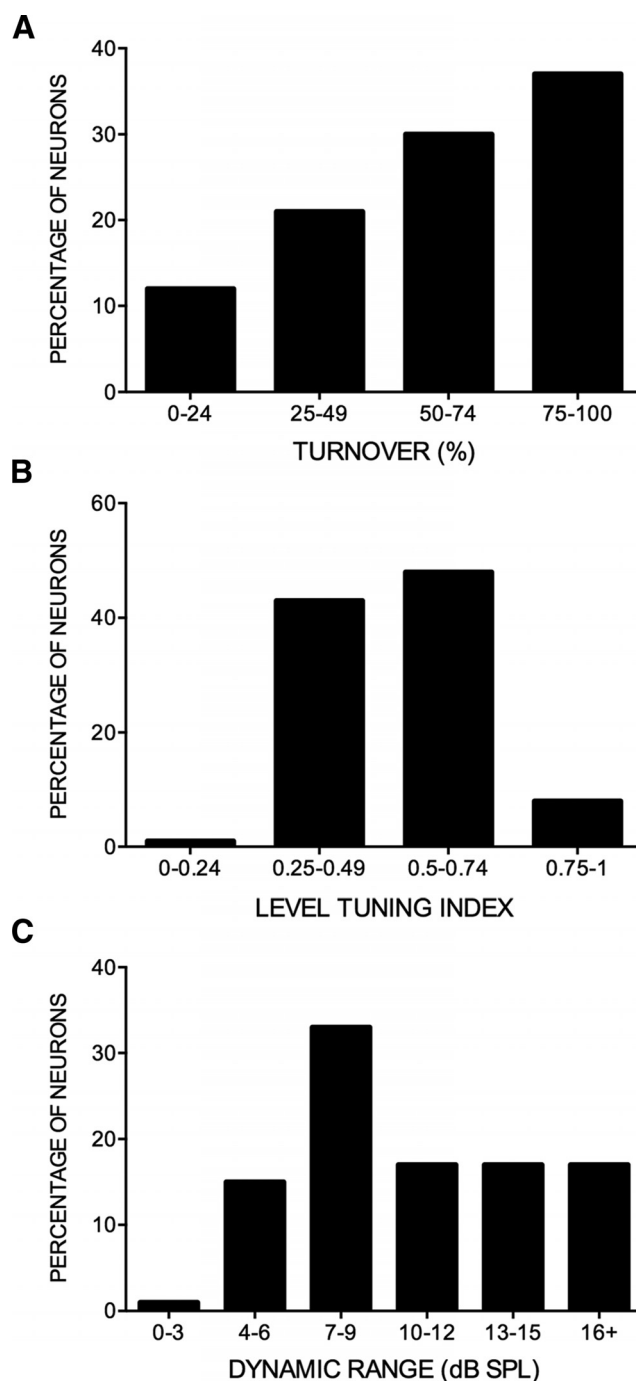 A
PERCENTAGE OF NEURONS
40
30
20
10
0
0-24 25-49 50-74 75-100
TURNOVER (%)
B
PERCENTAGE OF NEURONS
60
40
20
0
0-0.24 0.25-0.49 0.5-0.74 0.75-1
LEVEL TUNING INDEX
C
PERCENTAGE OF NEURONS
40
30
20
10
0
0-3 4-6 7-9 10-12 13-15 16+
DYNAMIC RANGE (dB SPL)